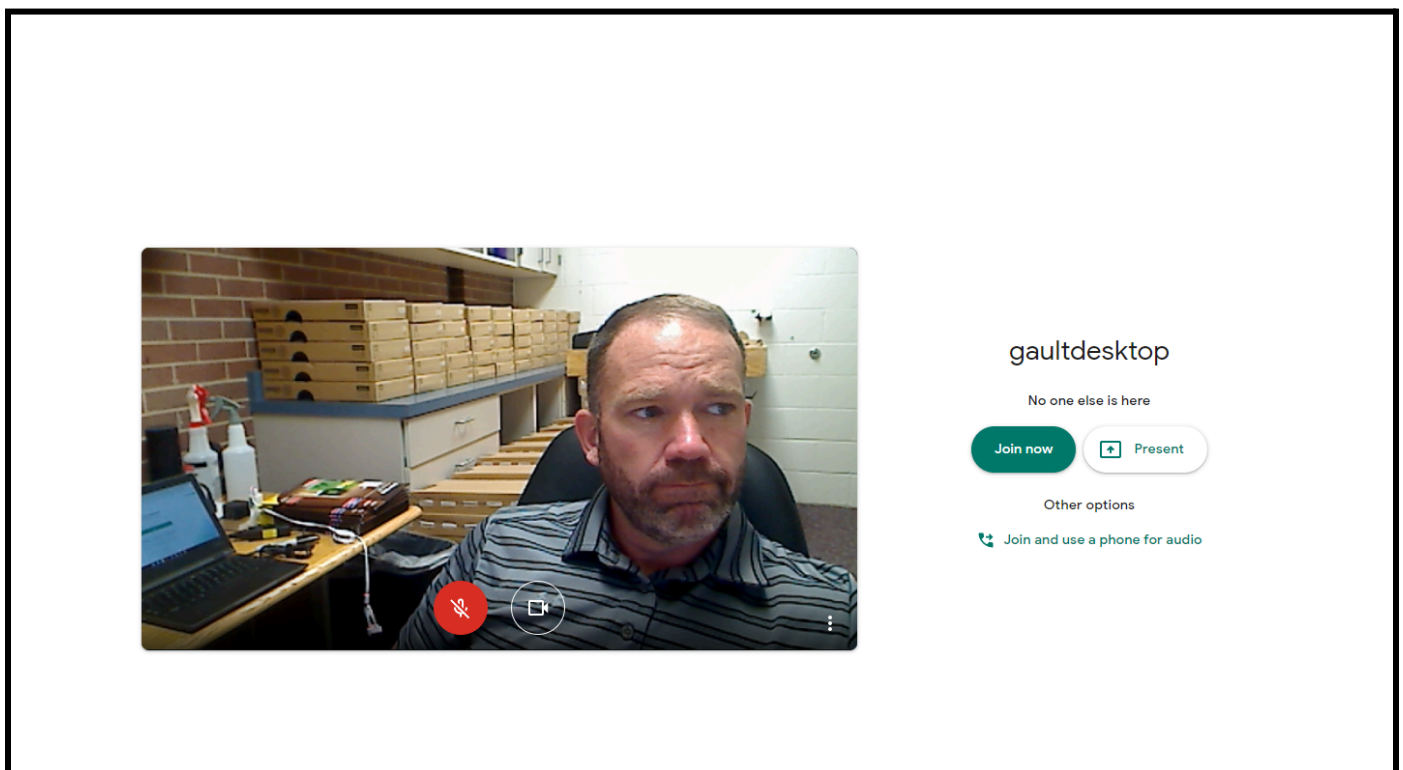 gaultdesktop
No one else is here
Join now
Present
Other options
Join and use a phone for audio